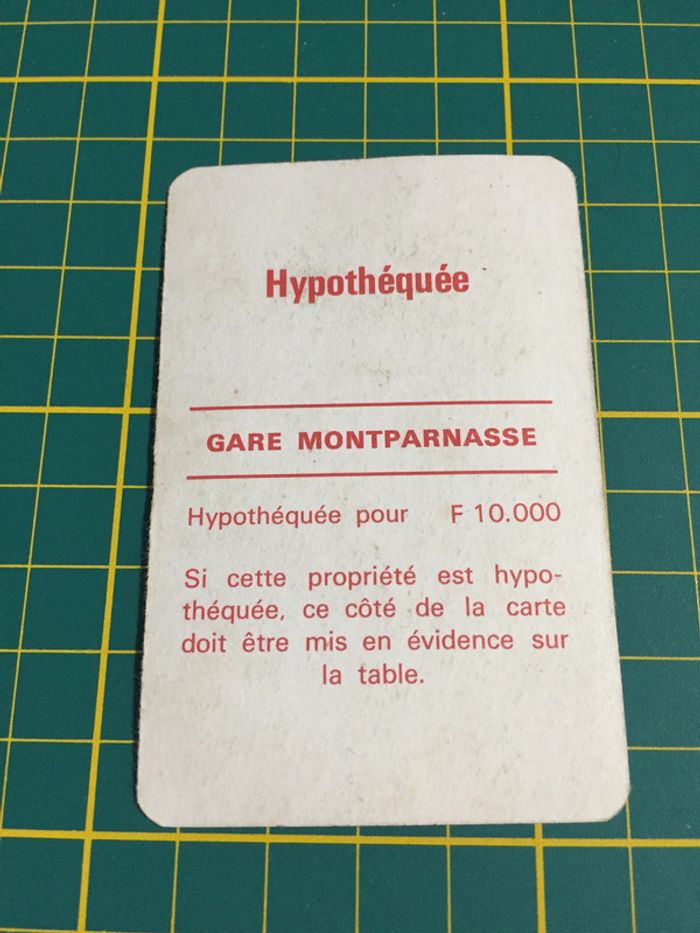 Hypothéquée
GARE MONTPARNASSE
Hypothéquée pour F 10.000
Si cette propriété est hypo-
théquée, ce côté de la carte
doit être mis en évidence sur
la table.